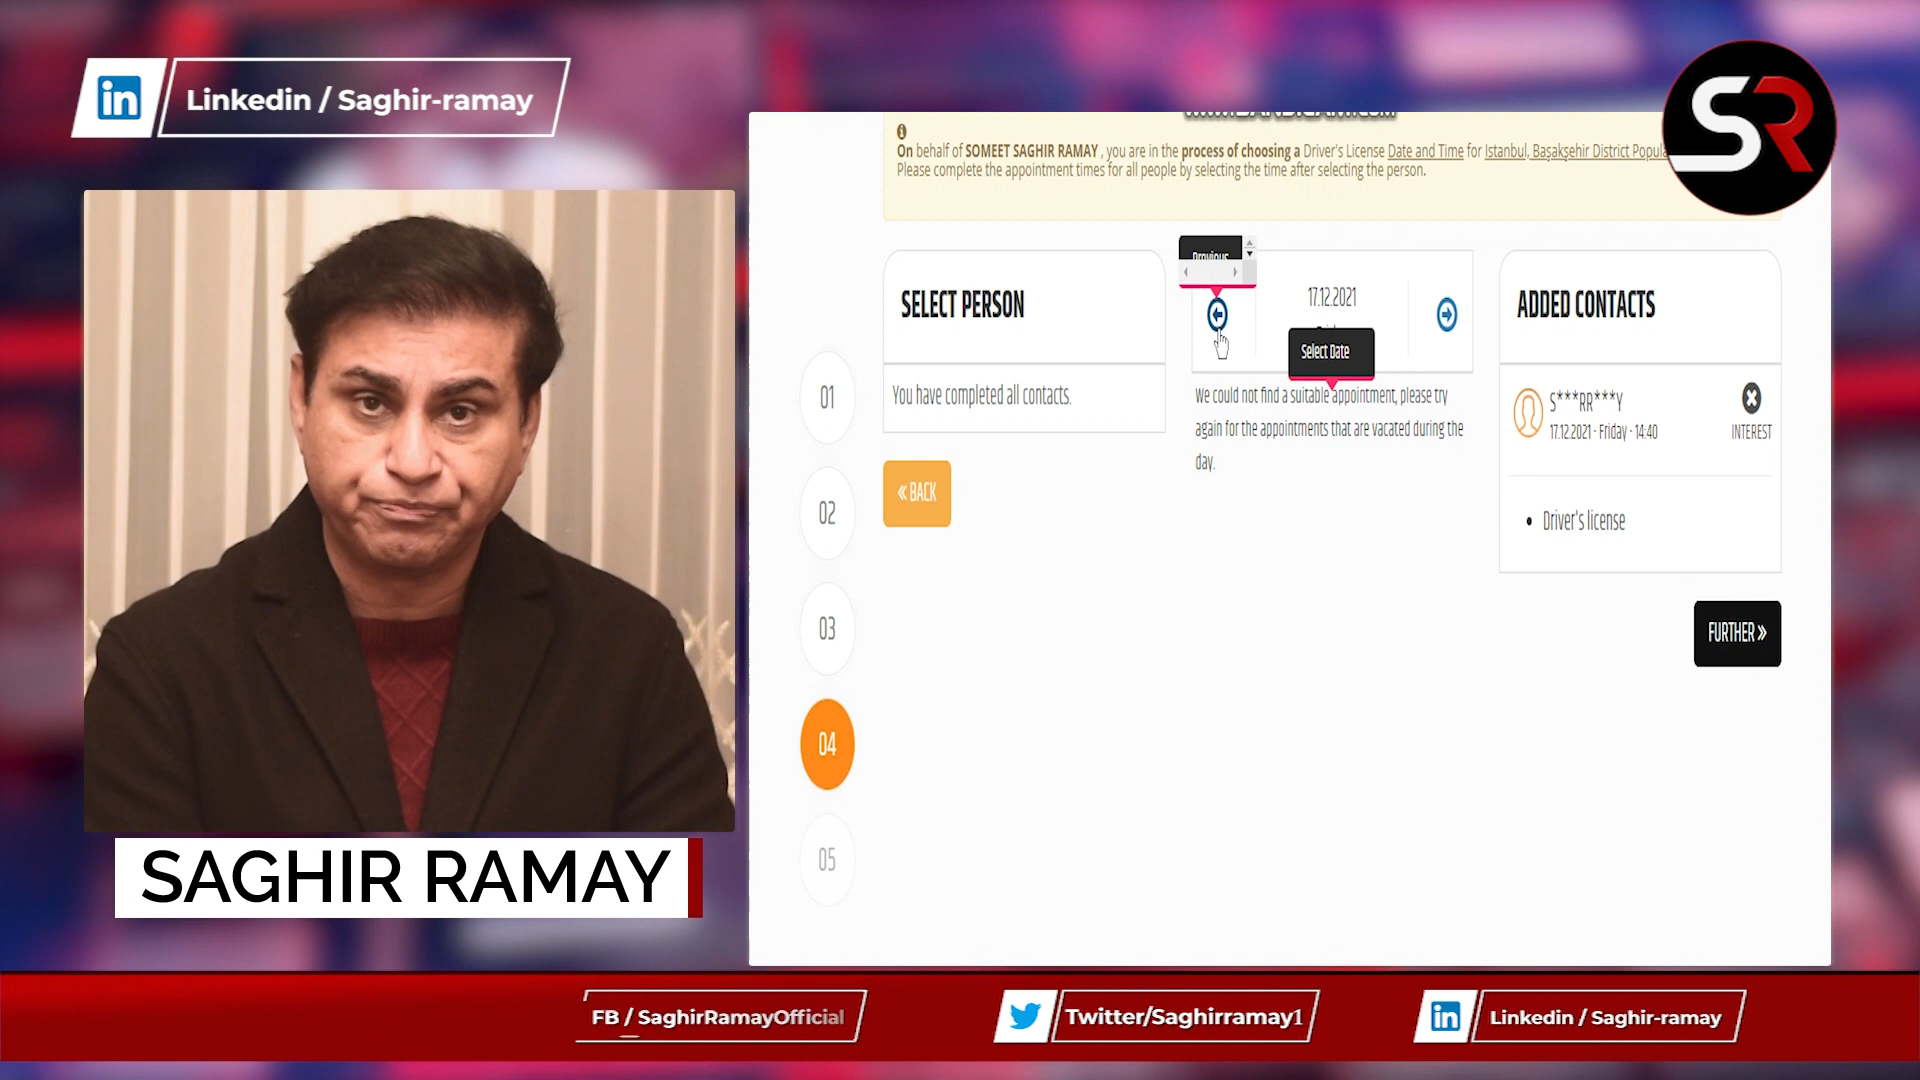 Linkedin / Saghir-ramay
SR
On behalf of SOMEET SAGHIR RAMAY , you are in the process of choosing a Driver's License Date and Time for Istanbul, Başakşehir District
Please complete the appointment times for all people by selecting the time after selecting the person.
SELECT PERSON
You have completed all contacts.
« BACK
Previous
17.12.2021
Select Date
We could not find a suitable appointment, please try
again for the appointments that are vacated during the
day.
ADDED CONTACTS
S***RR***Y
17.12.2021 - Friday - 14:40
INTEREST
• Driver's license
FURTHER »
01
02
03
04
05
SAGHIR RAMAY
FB / SaghirRamayOfficial
Twitter/Saghirramay1
Linkedin / Saghir-ramay